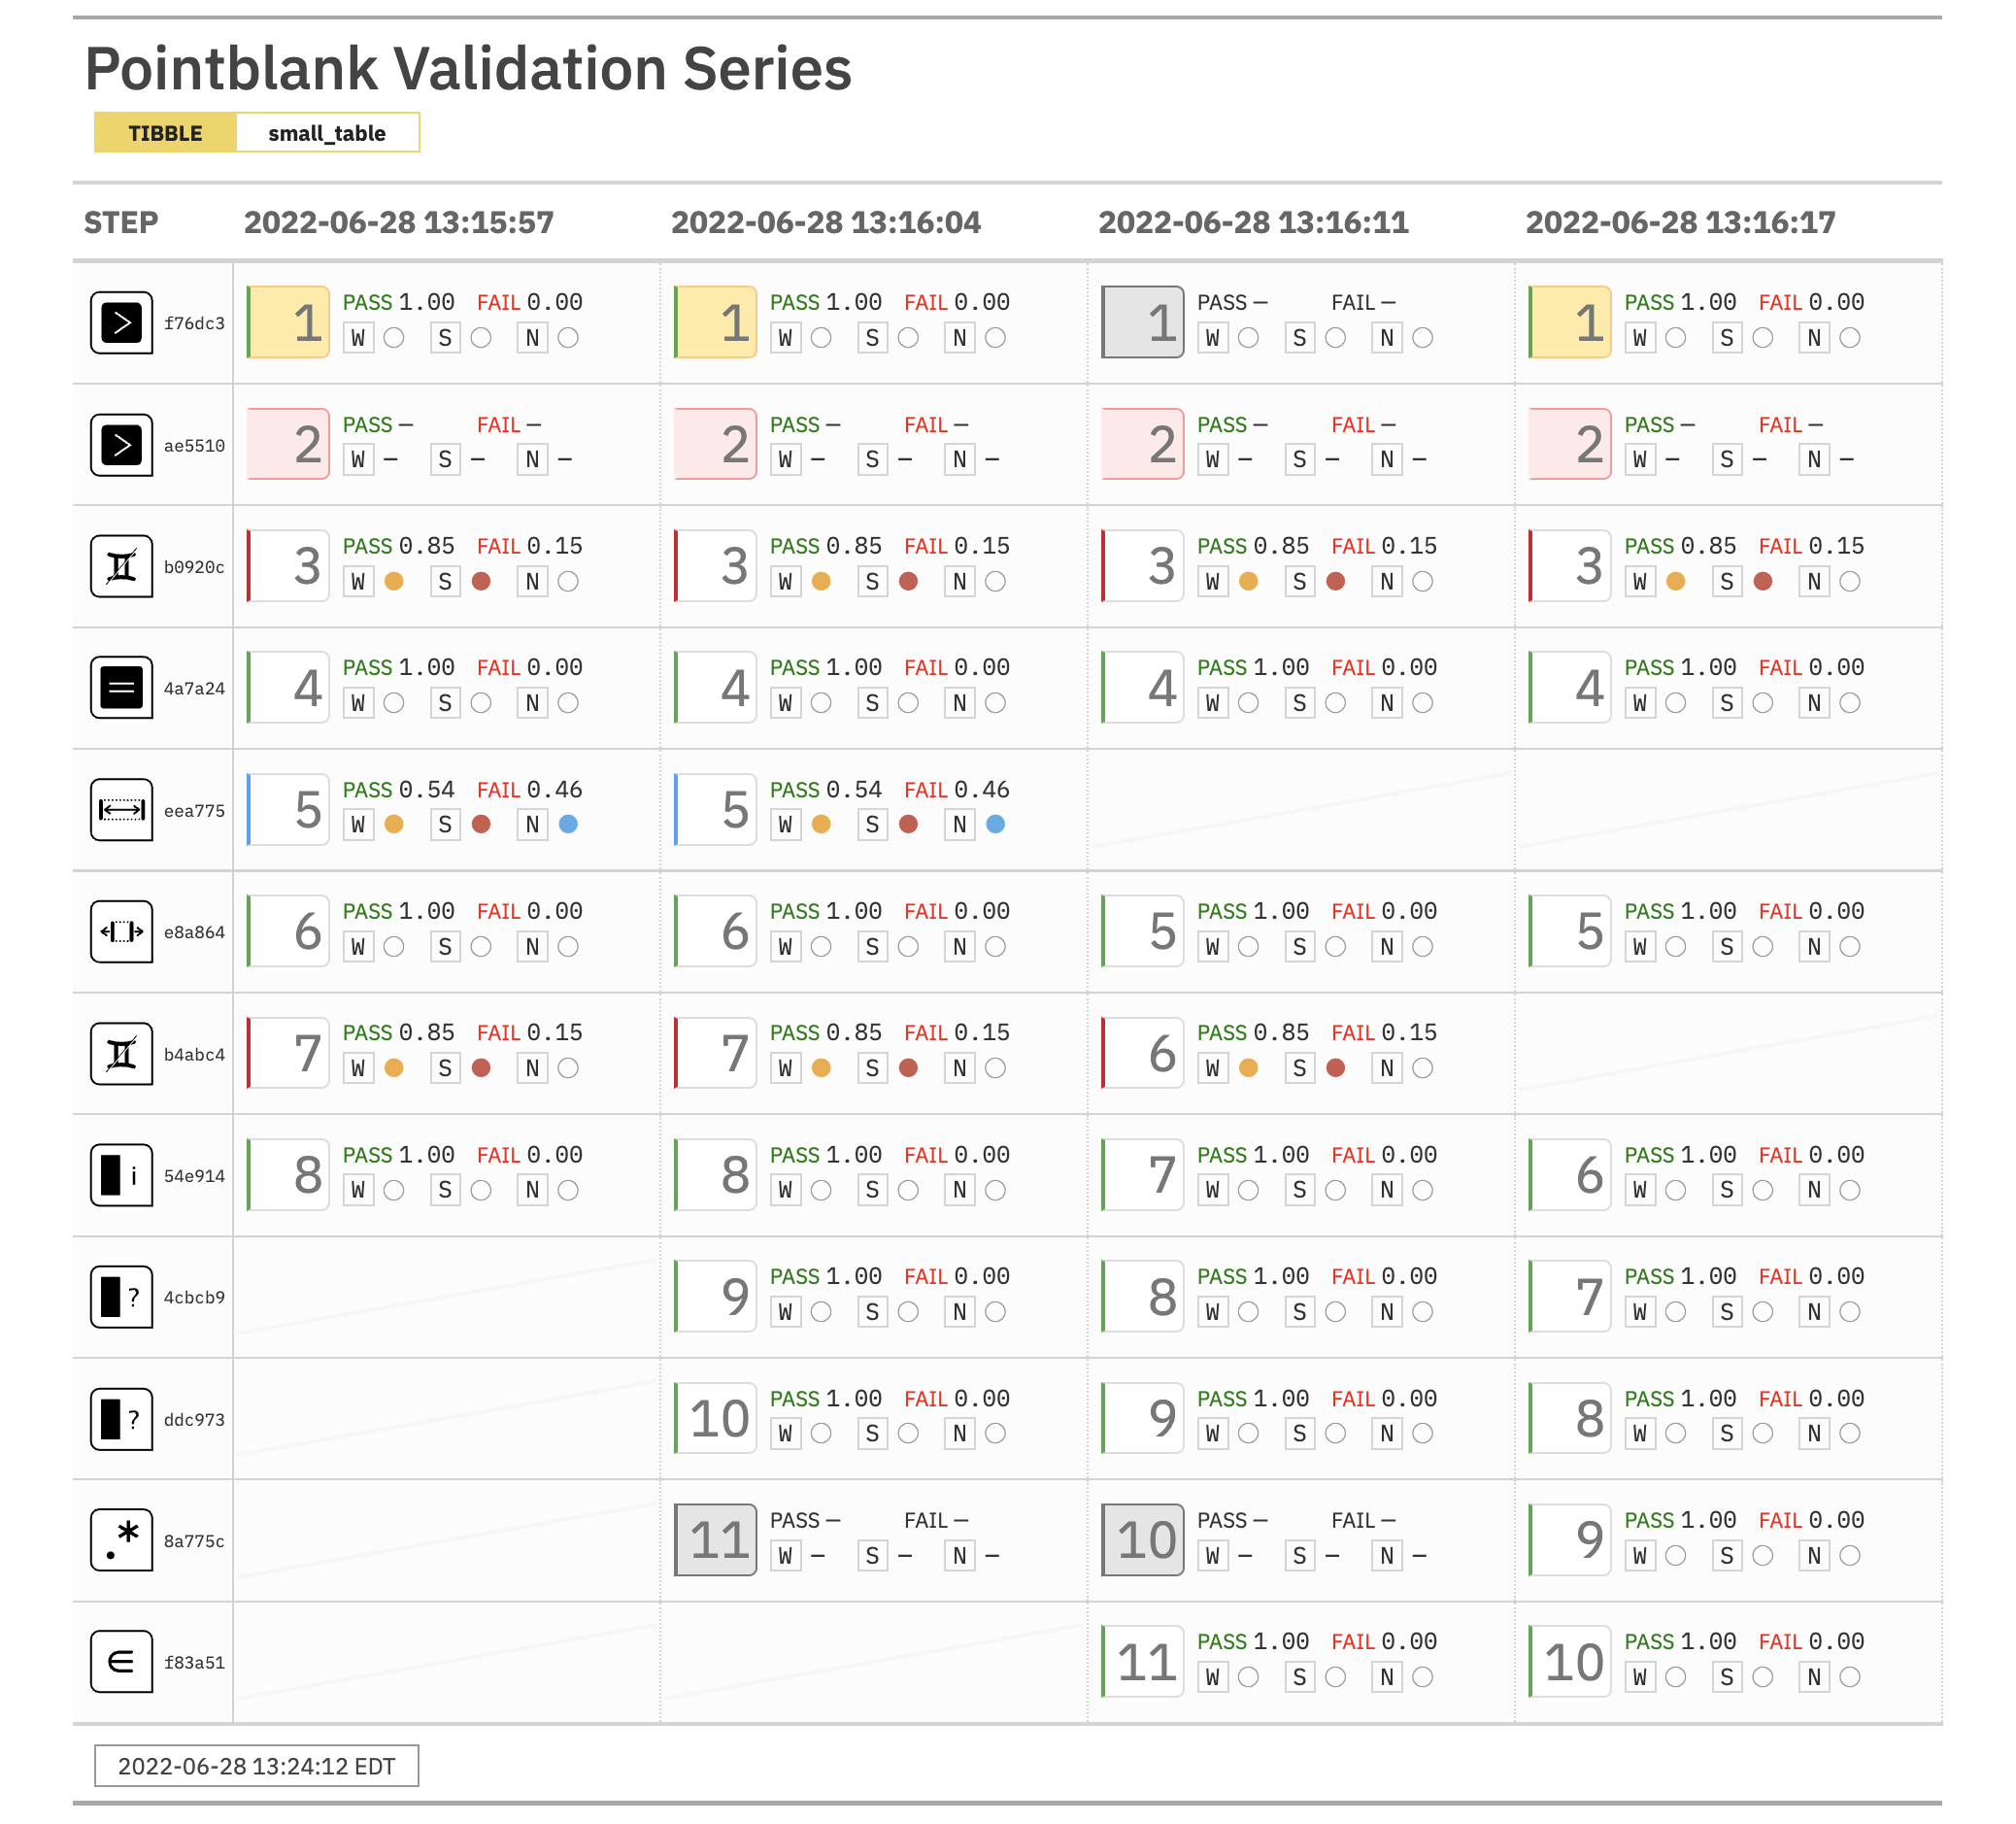 Pointblank Validation Series
TIBBLE small_table
STEP 2022-06-28 13:15:57 2022-06-28 13:16:04 2022-06-28 13:16:11 2022-06-28 13:16:17
> f76dc3 1 PASS 1.00 FAIL 0.00 1 PASS 1.00 FAIL 0.00 1 PASS — FAIL — 1 PASS 1.00 FAIL 0.00
W S N W S N W S N W S N
> ae5510 2 PASS — FAIL — 2 PASS — FAIL — 2 PASS — FAIL — 2 PASS — FAIL —
W — S — N — W — S — N — W — S — N — W — S — N —
b0920c 3 PASS 0.85 FAIL 0.15 3 PASS 0.85 FAIL 0.15 3 PASS 0.85 FAIL 0.15 3 PASS 0.85 FAIL 0.15
W S N W S N W S N W S N
= 4a7a24 4 PASS 1.00 FAIL 0.00 4 PASS 1.00 FAIL 0.00 4 PASS 1.00 FAIL 0.00 4 PASS 1.00 FAIL 0.00
W S N W S N W S N W S N
eea775 5 PASS 0.54 FAIL 0.46 5 PASS 0.54 FAIL 0.46
W S N W S N
e8a864 6 PASS 1.00 FAIL 0.00 6 PASS 1.00 FAIL 0.00 5 PASS 1.00 FAIL 0.00 5 PASS 1.00 FAIL 0.00
W S N W S N W S N W S N
b4abc4 7 PASS 0.85 FAIL 0.15 7 PASS 0.85 FAIL 0.15 6 PASS 0.85 FAIL 0.15
W S N W S N W S N
i 54e914 8 PASS 1.00 FAIL 0.00 8 PASS 1.00 FAIL 0.00 7 PASS 1.00 FAIL 0.00 6 PASS 1.00 FAIL 0.00
W S N W S N W S N W S N
? 4cbcb9 9 PASS 1.00 FAIL 0.00 8 PASS 1.00 FAIL 0.00 7 PASS 1.00 FAIL 0.00
W S N W S N W S N
? ddc973 10 PASS 1.00 FAIL 0.00 9 PASS 1.00 FAIL 0.00 8 PASS 1.00 FAIL 0.00
W S N W S N W S N
.* 8a775c 11 PASS — FAIL — 10 PASS — FAIL — 9 PASS 1.00 FAIL 0.00
W — S — N — W — S — N — W S N
∈ f83a51 11 PASS 1.00 FAIL 0.00 10 PASS 1.00 FAIL 0.00
W S N W S N
2022-06-28 13:24:12 EDT